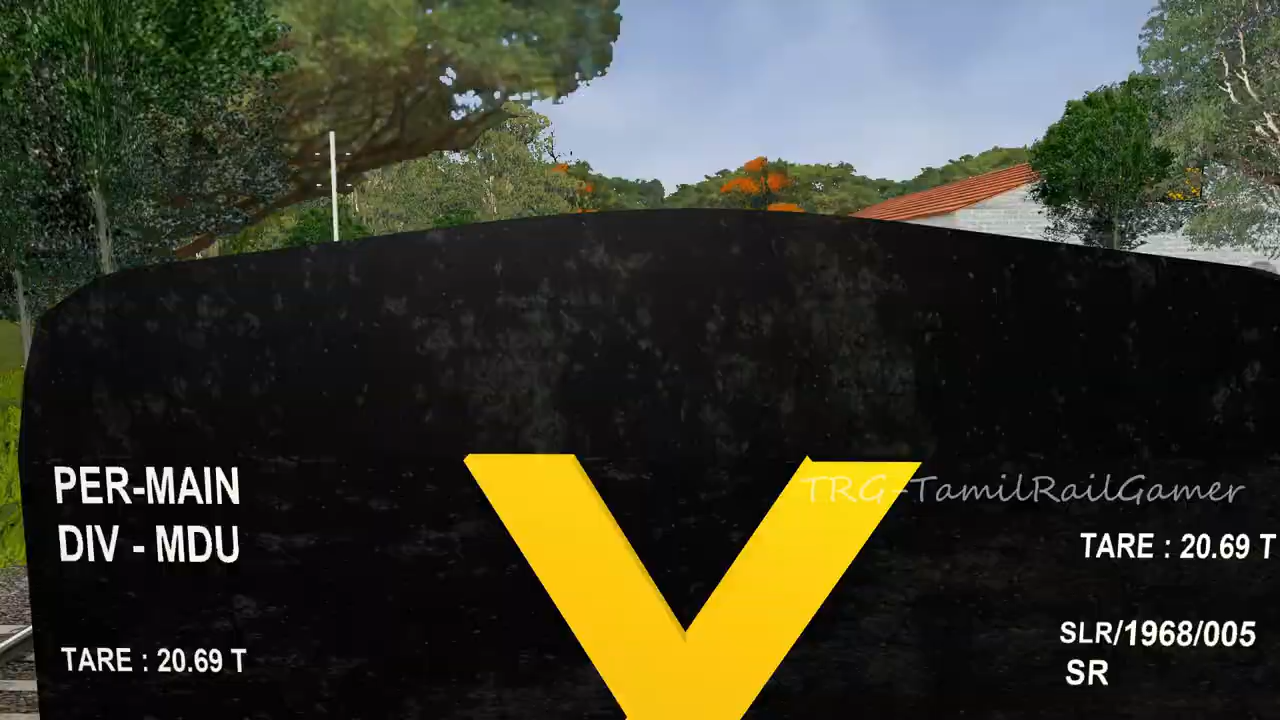 PER-MAIN
DIV - MDU
TARE : 20.69 T
TRG-TamilRailGamer
TARE : 20.69 T
SLR/1968/005
SR